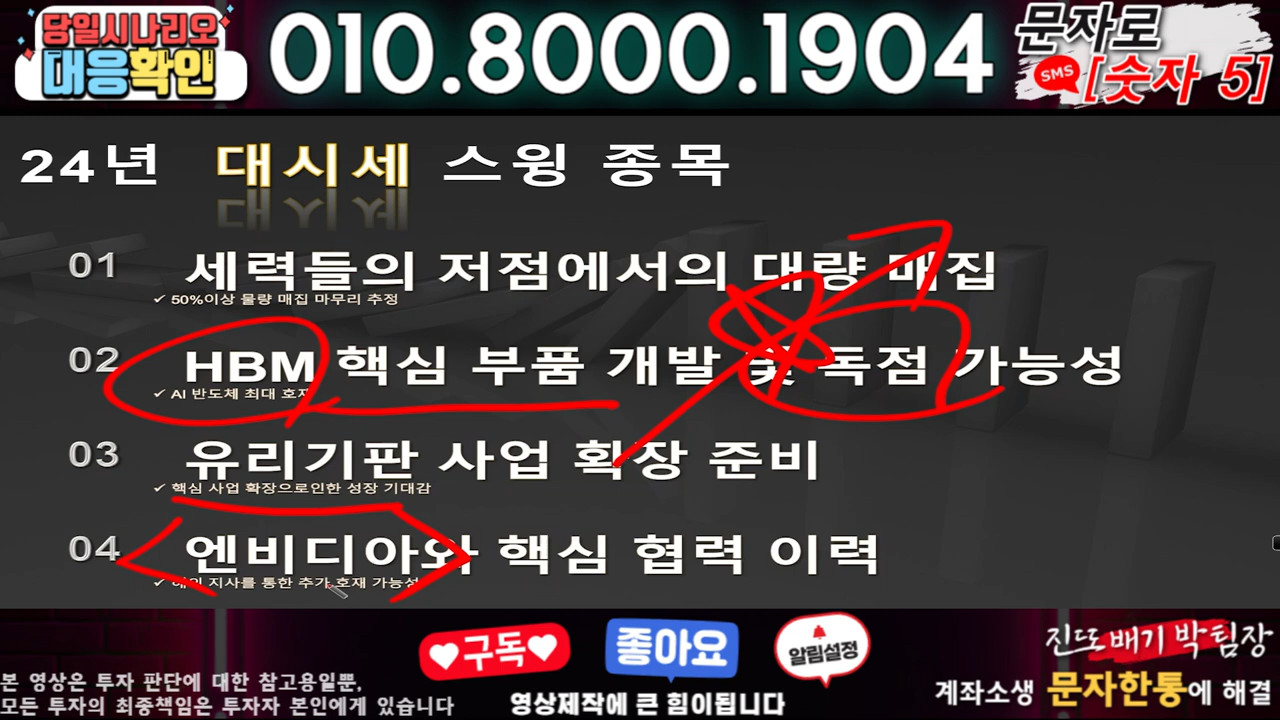 당일시나리오
대응확인
010.8000.1904
문자로
SMS [숫자 5]
24년 대시세 스윙 종목
01 세력들의 저점에서의 대량 매집
✓ 50%이상 물량 매집 마무리 추정
02 HBM 핵심 부품 개발 및 독점 가능성
✓ AI 반도체 최대 호재
03 유리기판 사업 확장 준비
✓ 핵심 사업 확장으로인한 성장 기대감
04 엔비디아와 핵심 협력 이력
✓ 해외 지사를 통한 추가 호재 가능성
구독
좋아요
알림설정
영상제작에 큰 힘이됩니다
본 영상은 투자 판단에 대한 참고용일뿐,
모든 투자의 최종책임은 투자자 본인에게 있습니다
진또배기 박팀장
계좌소생 문자한통에 해결